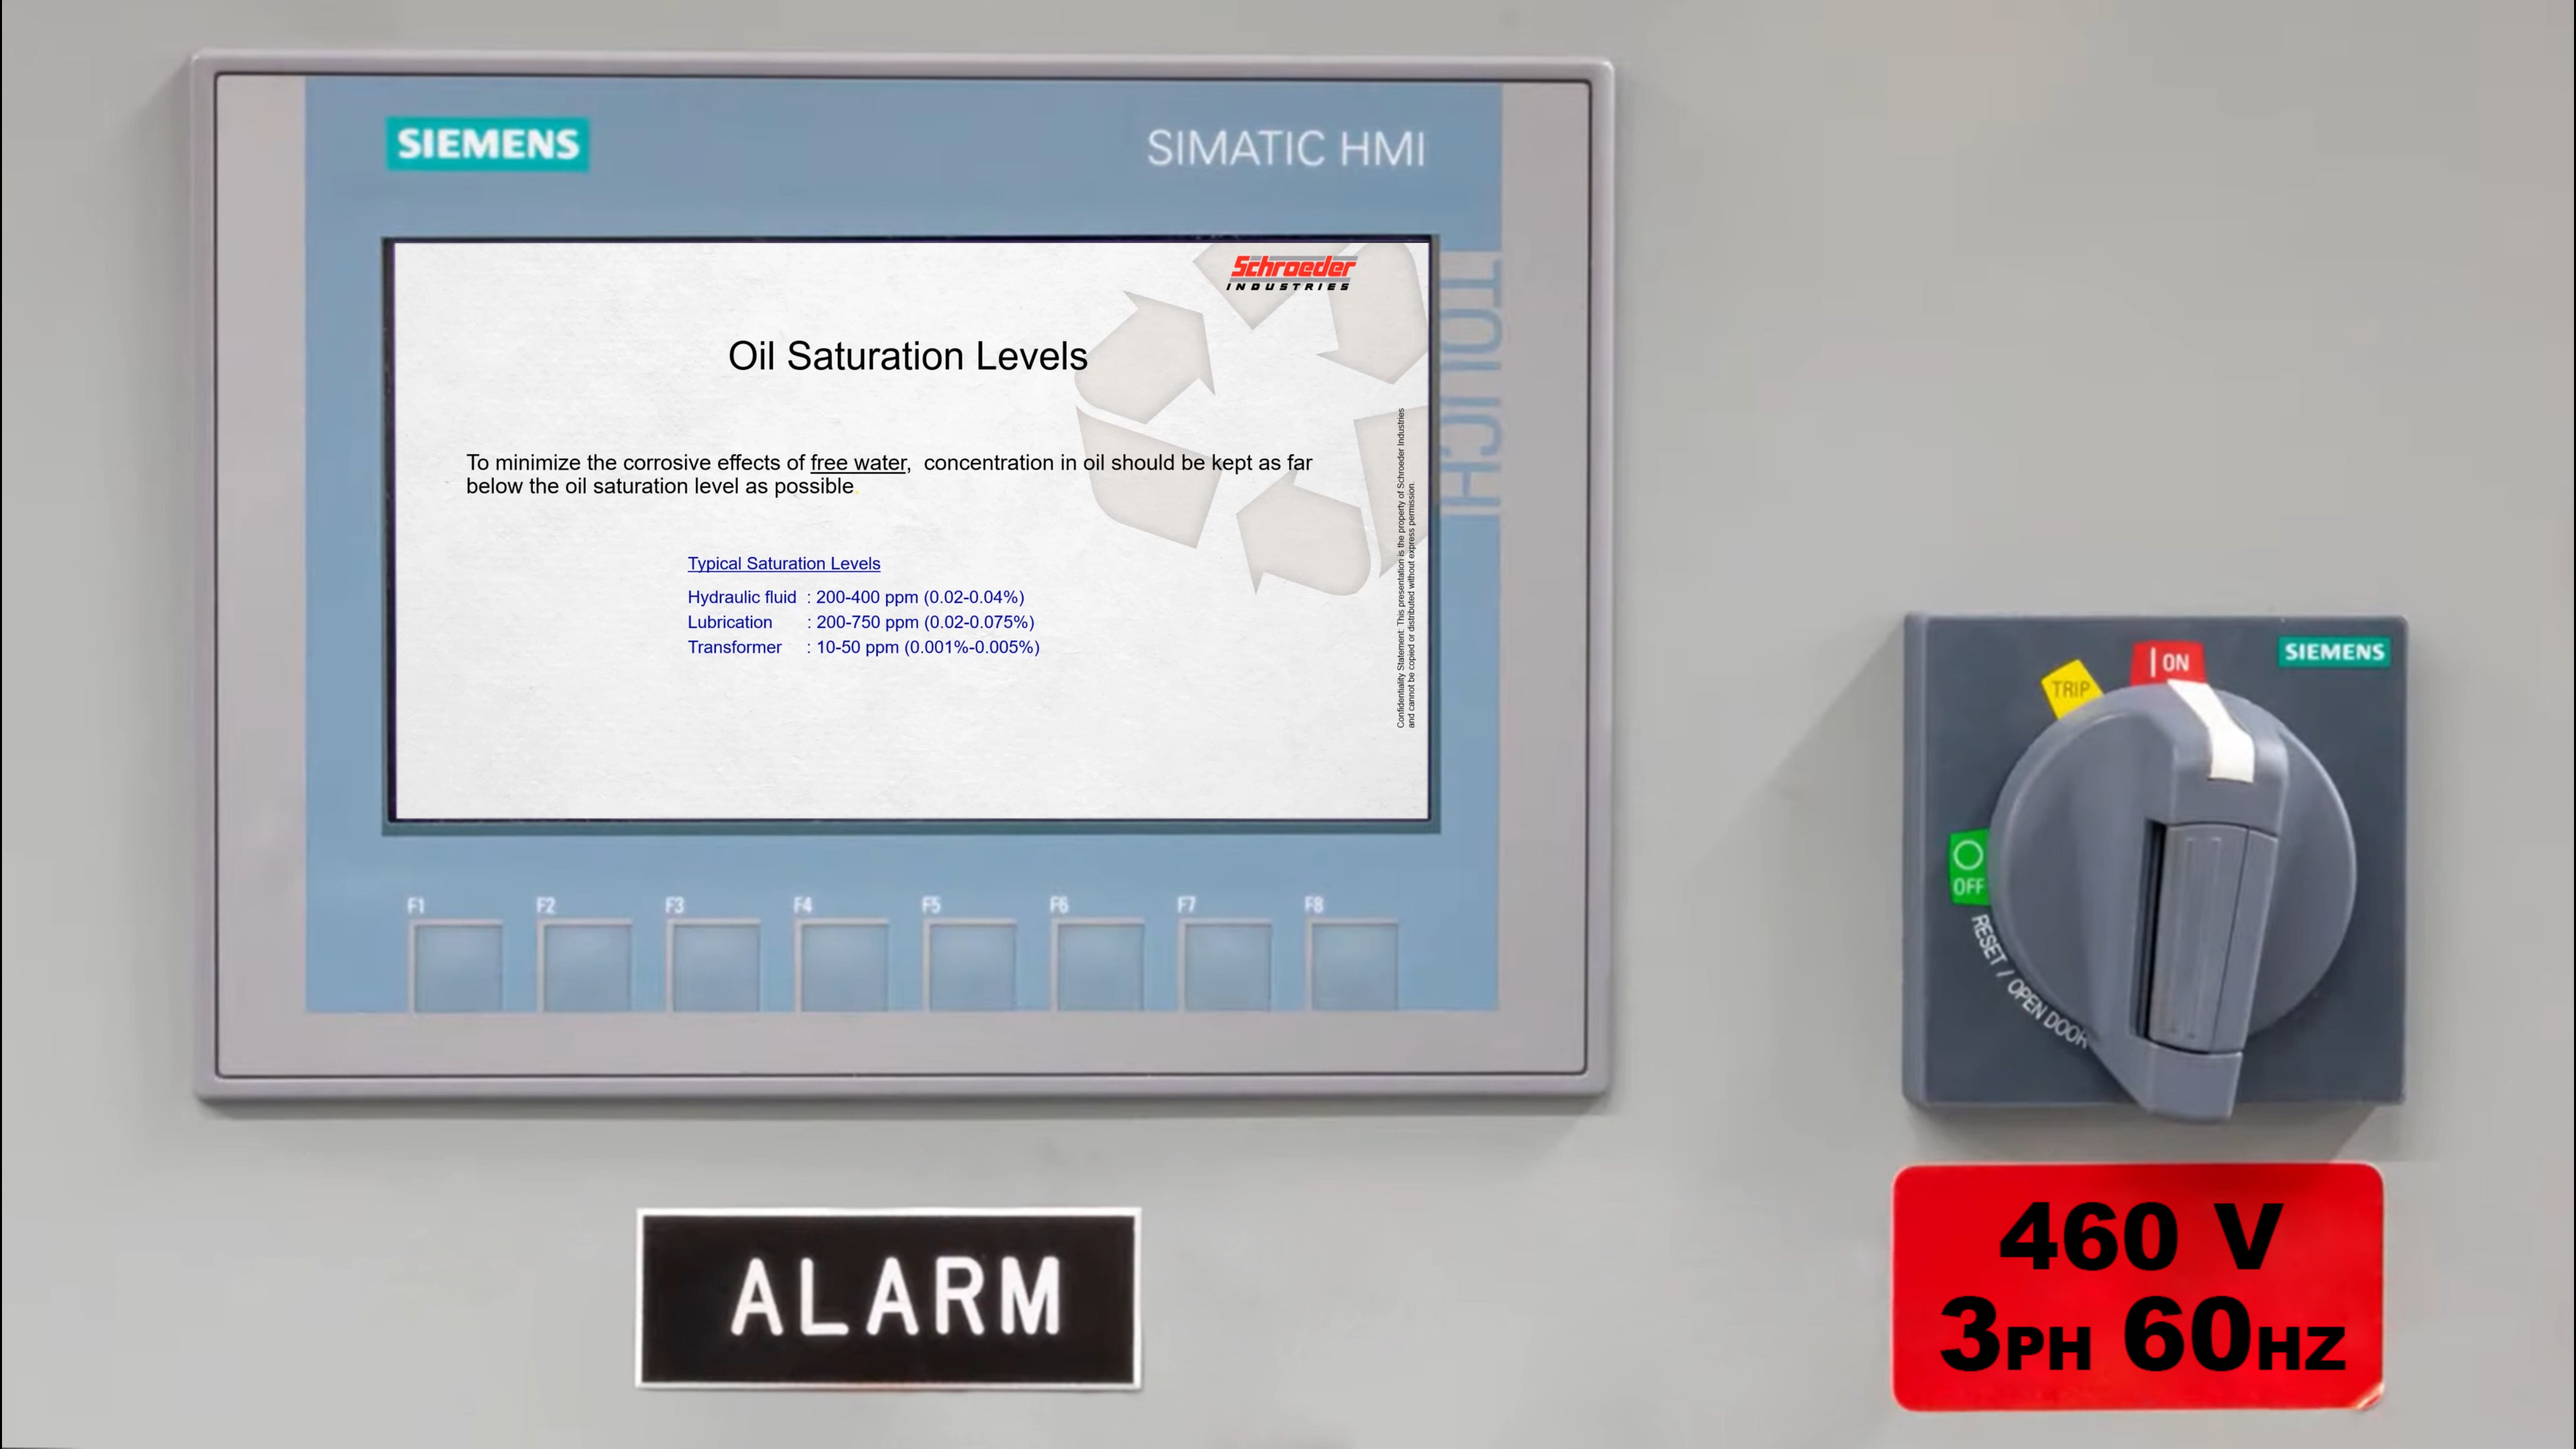 SIEMENS
SIMATIC HMI
TOUCH
Schroeder
INDUSTRIES
Oil Saturation Levels
To minimize the corrosive effects of free water,  concentration in oil should be kept as far
below the oil saturation level as possible.
Typical Saturation Levels
Hydraulic fluid : 200-400 ppm (0.02-0.04%)
Lubrication : 200-750 ppm (0.02-0.075%)
Transformer : 10-50 ppm (0.001%-0.005%)
Confidentiality Statement: This presentation is the property of Schroeder Industries
and cannot be copied or distributed without express permission.
F1 F2 F3 F4 F5 F6 F7 F8
ALARM
SIEMENS
TRIP
I ON
O
OFF
RESET / OPEN DOOR
460 V
3PH 60HZ